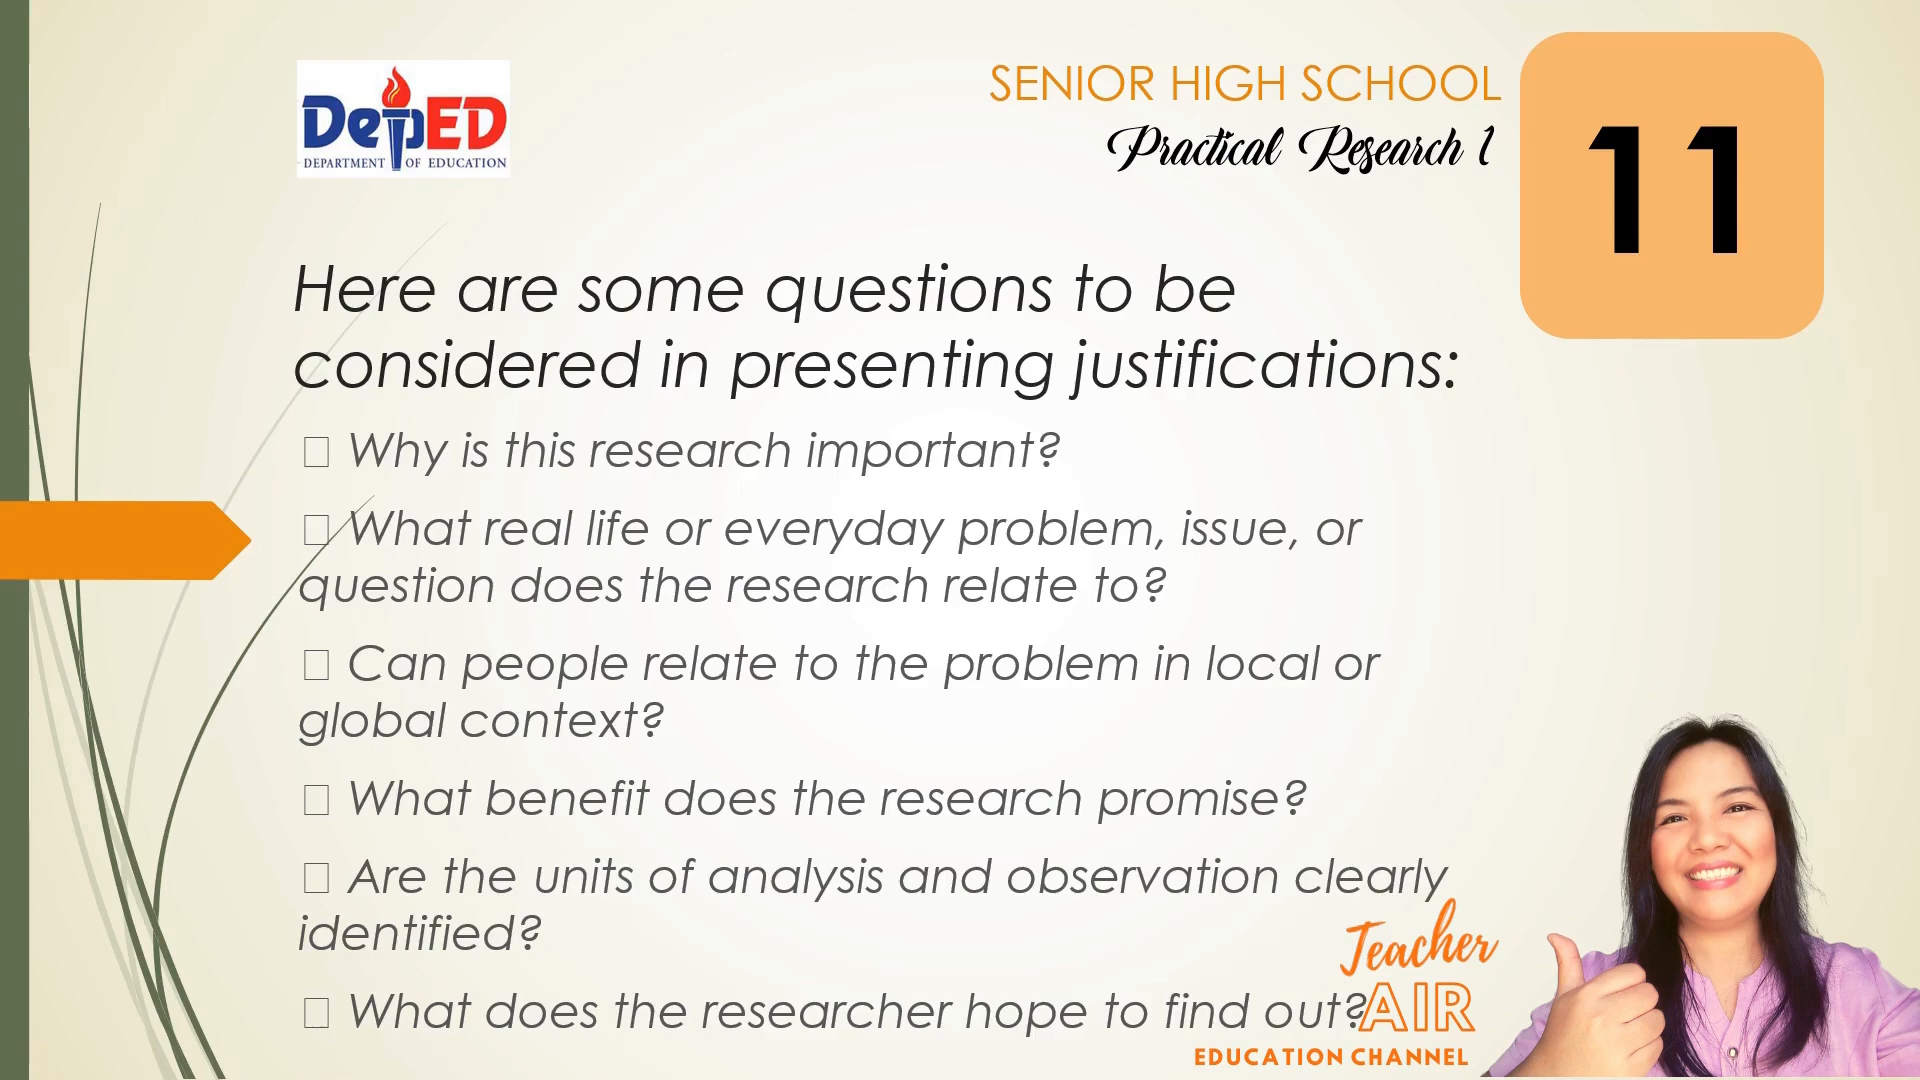 DepED
DEPARTMENT OF EDUCATION
SENIOR HIGH SCHOOL
Practical Research 1
11
Here are some questions to be
considered in presenting justifications:
□ Why is this research important?
□ What real life or everyday problem, issue, or
question does the research relate to?
□ Can people relate to the problem in local or
global context?
□ What benefit does the research promise?
□ Are the units of analysis and observation clearly
identified?
□ What does the researcher hope to find out?
Teacher
AIR
EDUCATION CHANNEL